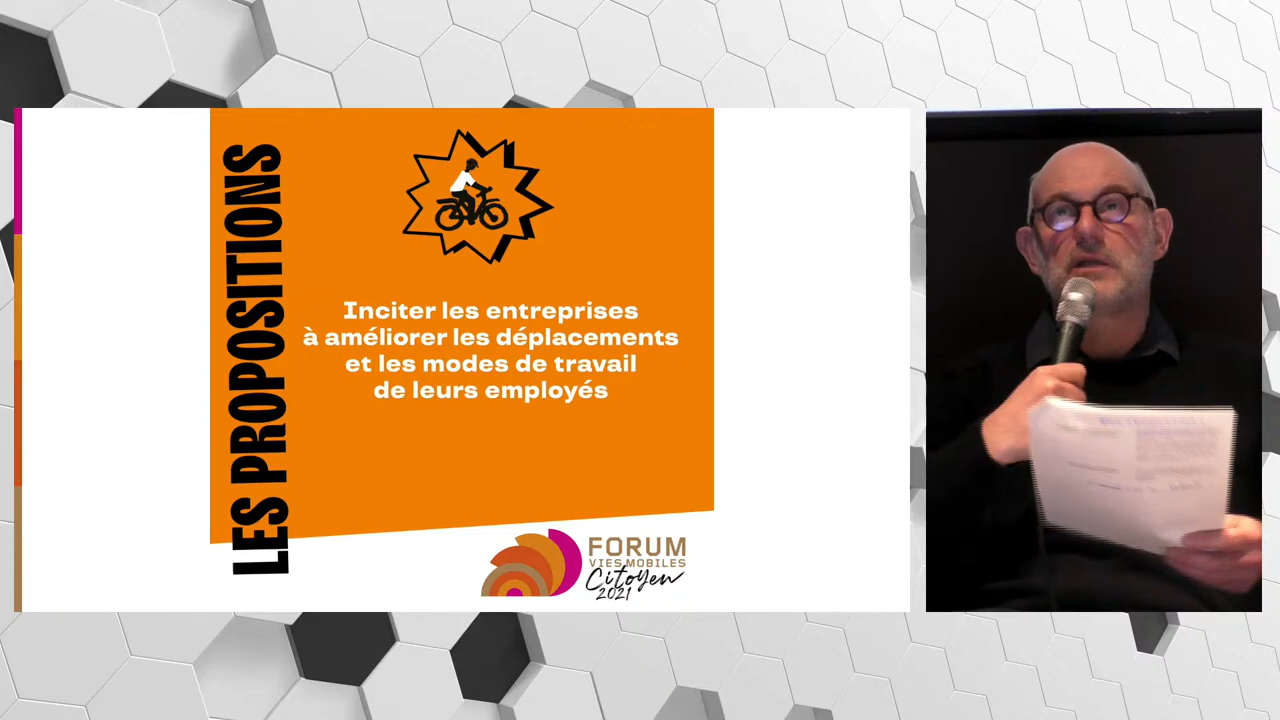 LES PROPOSITIONS
Inciter les entreprises
à améliorer les déplacements
et les modes de travail
de leurs employés
FORUM
VIES MOBILES
Citoyen
2021